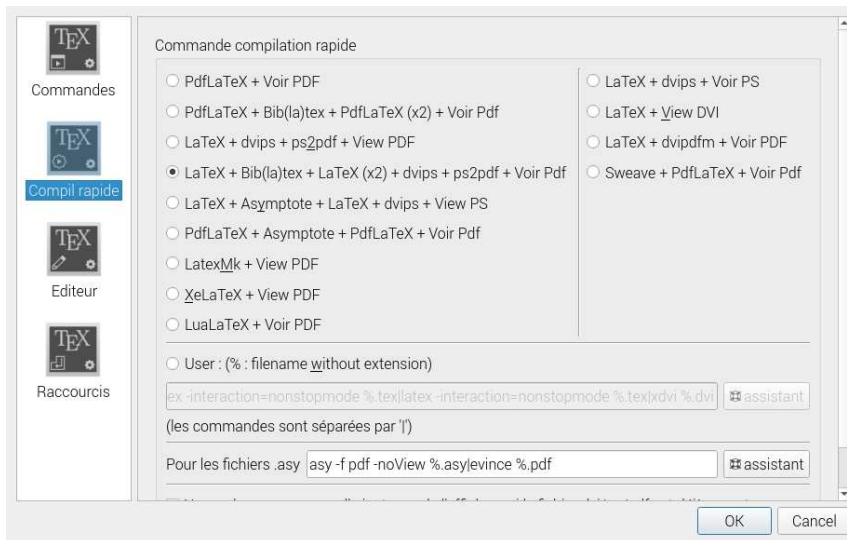 TEX
Commandes
TEX
Compil rapide
TEX
Editeur
TEX
Raccourcis
Commande compilation rapide
PdfLaTeX + Voir PDF
PdfLaTeX + Bib(la)tex + PdfLaTeX (x2) + Voir Pdf
LaTeX + dvips + ps2pdf + View PDF
LaTeX + Bib(la)tex + LaTeX (x2) + dvips + ps2pdf + Voir Pdf
LaTeX + Asymptote + LaTeX + dvips + View PS
PdfLaTeX + Asymptote + PdfLaTeX + Voir Pdf
LatexMk + View PDF
XeLaTeX + View PDF
LuaLaTeX + Voir PDF
LaTeX + dvips + Voir PS
LaTeX + View DVI
LaTeX + dvipdfm + Voir PDF
Sweave + PdfLaTeX + Voir Pdf
User : (% : filename without extension)
ex -interaction=nonstopmode %.tex|latex -interaction=nonstopmode %.tex|xdvi %.dvi
assistant
(les commandes sont séparées par '|')
Pour les fichiers .asy
asy -f pdf -noView %.asy|evince %.pdf
assistant
OK
Cancel